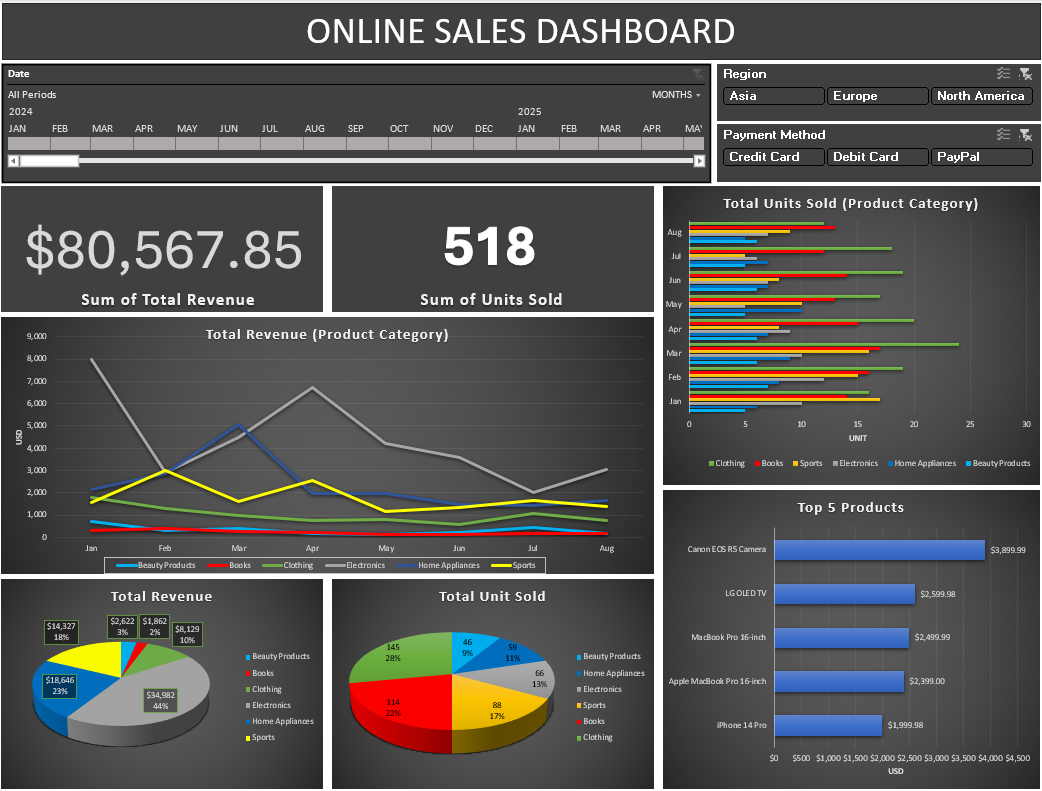 ONLINE SALES DASHBOARD
Date
All Periods
MONTHS
2024 2025
JAN FEB MAR APR MAY JUN JUL AUG SEP OCT NOV DEC JAN FEB MAR APR MAY
Region
Asia Europe North America
Payment Method
Credit Card Debit Card PayPal
$80,567.85
Sum of Total Revenue
518
Sum of Units Sold
Total Units Sold (Product Category)
Aug
Jul
Jun
May
Apr
Mar
Feb
Jan
0 5 10 15 20 25 30
UNIT
Clothing Books Sports Electronics Home Appliances Beauty Products
Total Revenue (Product Category)
9,000
8,000
7,000
6,000
5,000
4,000
3,000
2,000
1,000
0
USD
Jan Feb Mar Apr May Jun Jul Aug
Beauty Products Books Clothing Electronics Home Appliances Sports
Top 5 Products
Canon EOS R5 Camera $3,899.99
LG OLED TV $2,599.98
MacBook Pro 16-inch $2,499.99
Apple MacBook Pro 16-inch $2,399.00
iPhone 14 Pro $1,999.98
$0 $500 $1,000 $1,500 $2,000 $2,500 $3,000 $3,500 $4,000 $4,500
USD
Total Revenue
$14,327
18%
$2,622
3%
$1,862
2%
$8,129
10%
$18,646
23%
$34,982
44%
Beauty Products
Books
Clothing
Electronics
Home Appliances
Sports
Total Unit Sold
145
28%
46
9%
59
11%
66
13%
88
17%
114
22%
Beauty Products
Home Appliances
Electronics
Sports
Books
Clothing